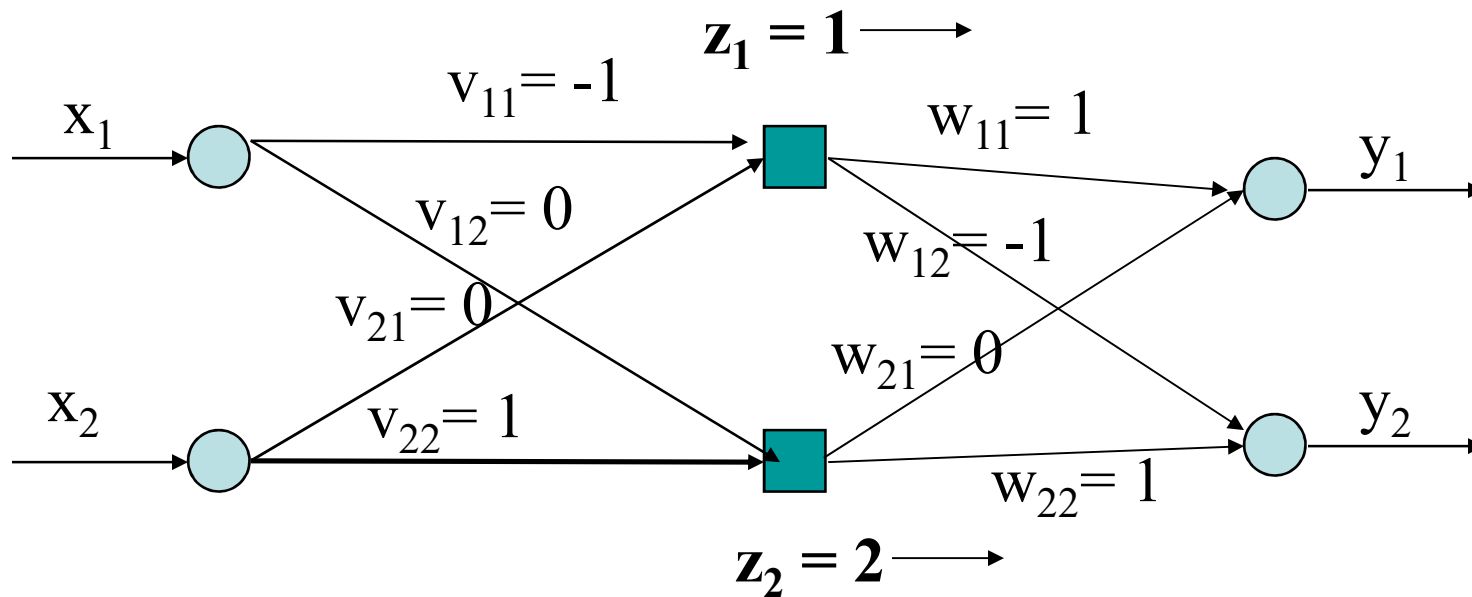 z₁ = 1
v₁₁= -1
w₁₁= 1
x₁
y₁
v₁₂= 0
w₁₂= -1
v₂₁= 0
w₂₁= 0
x₂
v₂₂= 1
y₂
w₂₂= 1
z₂ = 2